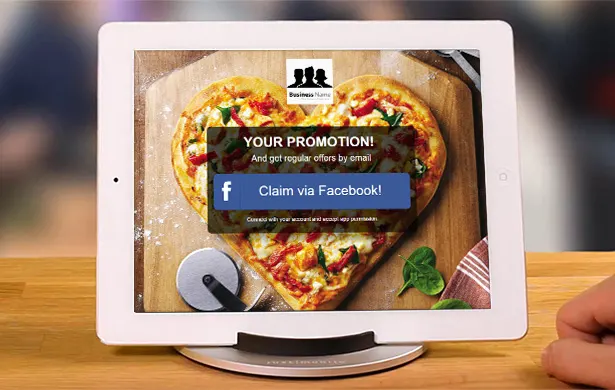 Business Name
YOUR PROMOTION!
And get regular offers by email
f
Claim via Facebook!
Connect with your account and accept app permission